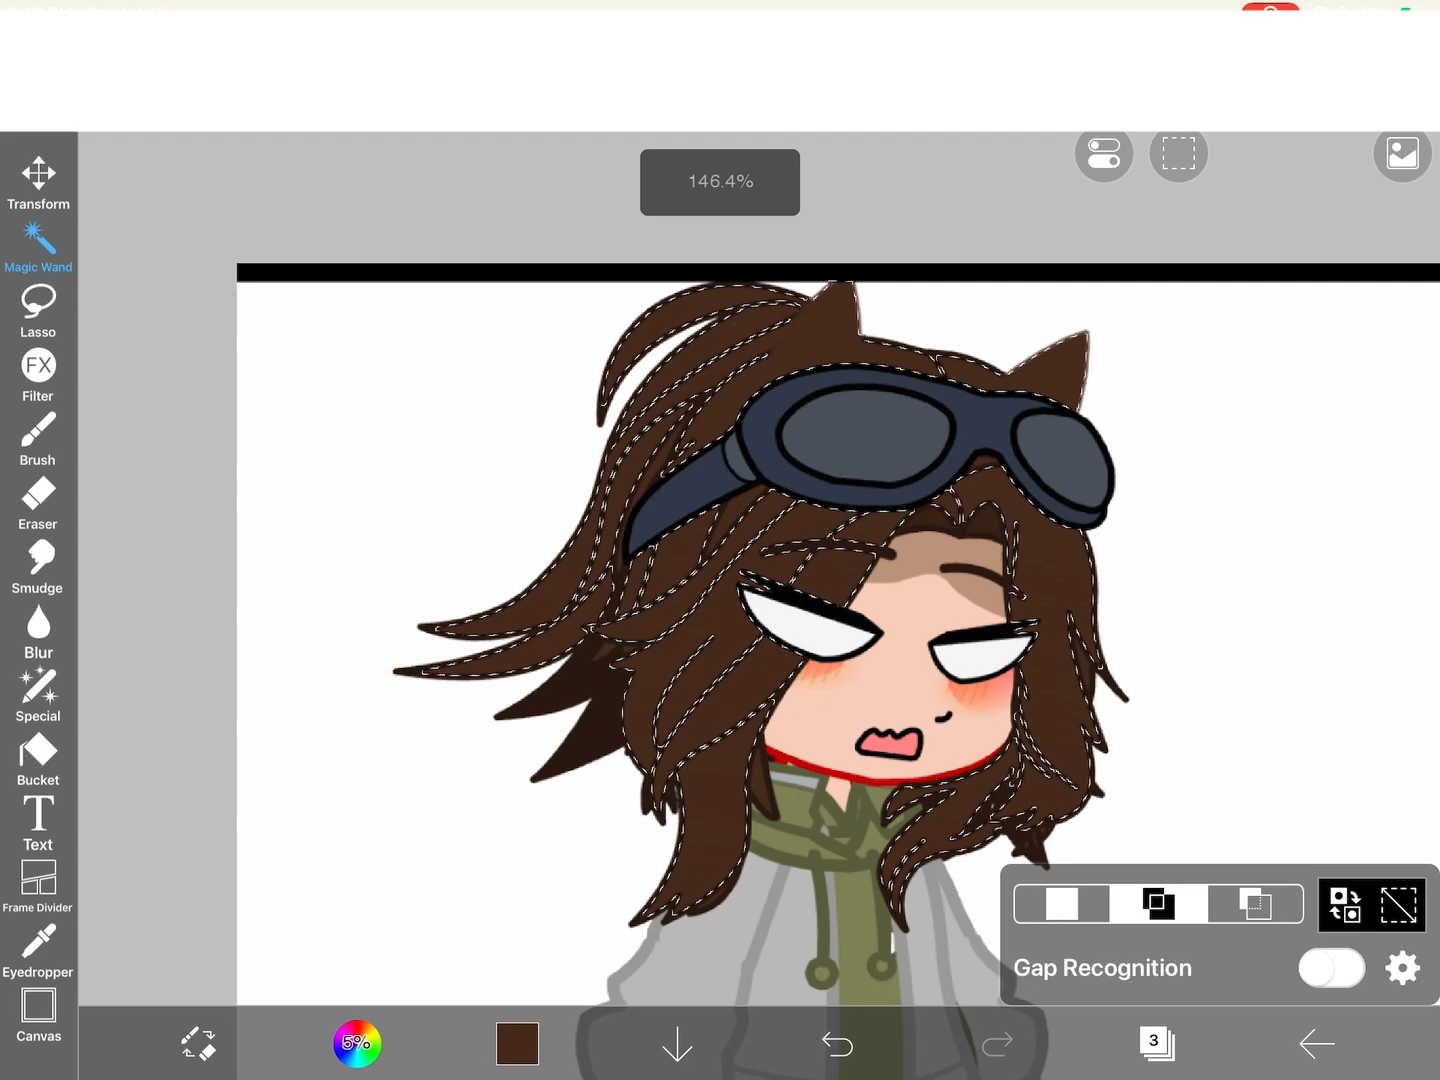 146.4%
Transform
Magic Wand
Lasso
FX
Filter
Brush
Eraser
Smudge
Blur
Special
Bucket
T
Text
Frame Divider
Eyedropper
Canvas
Gap Recognition
5%
3